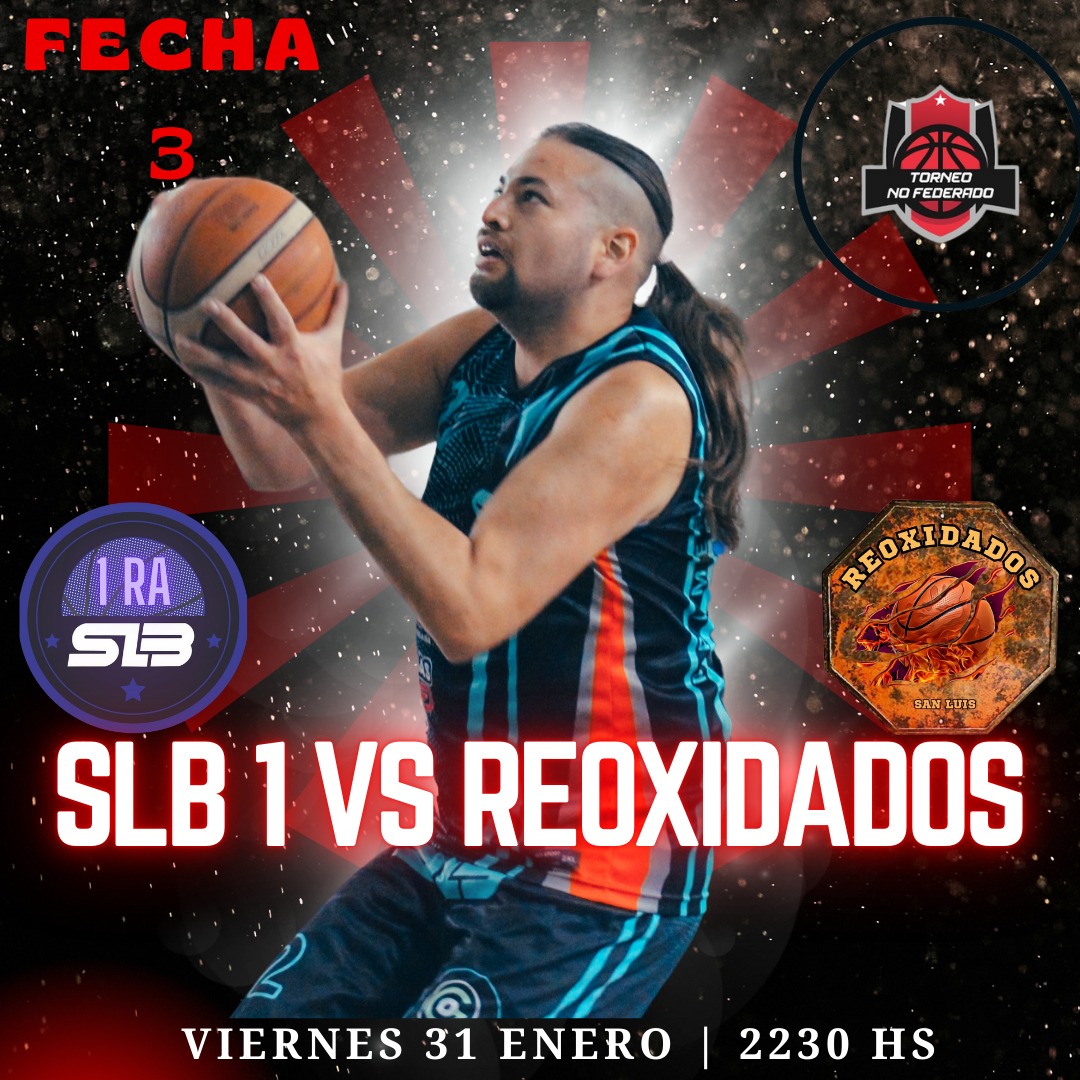 FECHA
3
TORNEO
NO FEDERADO
1 RA
SLB
REOXIDADOS
SAN LUIS
SLB 1 VS REOXIDADOS
2
VIERNES 31 ENERO | 2230 HS